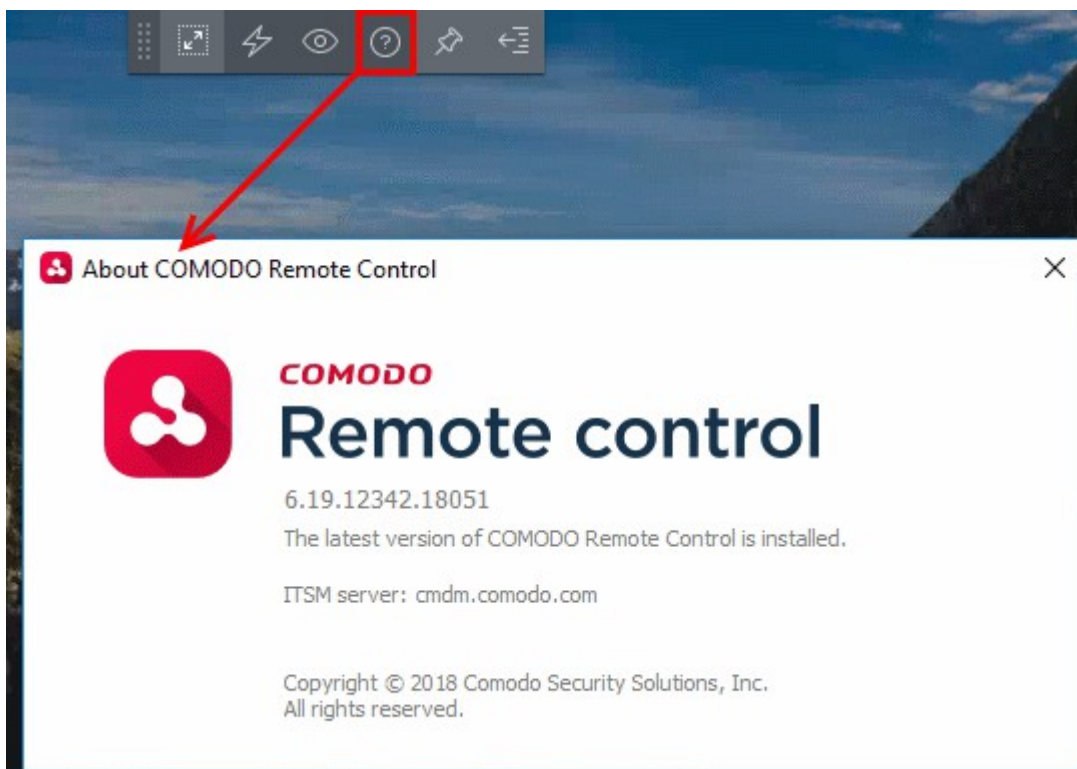 About COMODO Remote Control
COMODO
Remote control
6.19.12342.18051
The latest version of COMODO Remote Control is installed.
ITSM server: cmdm.comodo.com
Copyright © 2018 Comodo Security Solutions, Inc.
All rights reserved.